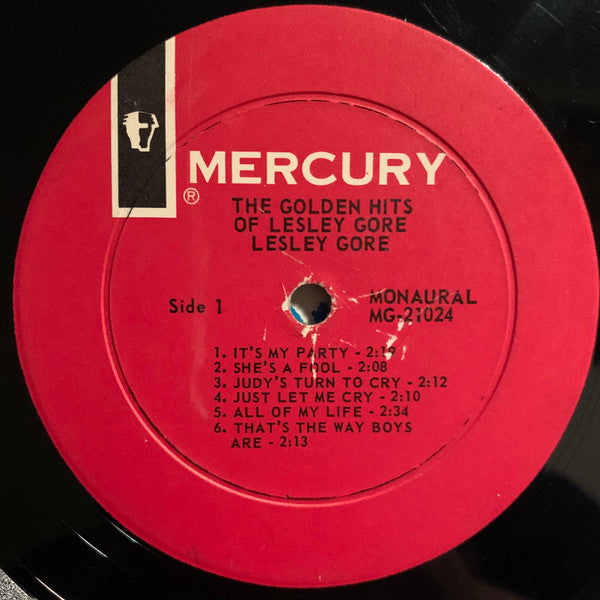 MERCURY
®
THE GOLDEN HITS
OF LESLEY GORE
LESLEY GORE
Side 1
MONAURAL
MG-21024
1. IT'S MY PARTY - 2:19
2. SHE'S A FOOL - 2:08
3. JUDY'S TURN TO CRY - 2:12
4. JUST LET ME CRY - 2:10
5. ALL OF MY LIFE - 2:34
6. THAT'S THE WAY BOYS
ARE - 2:13